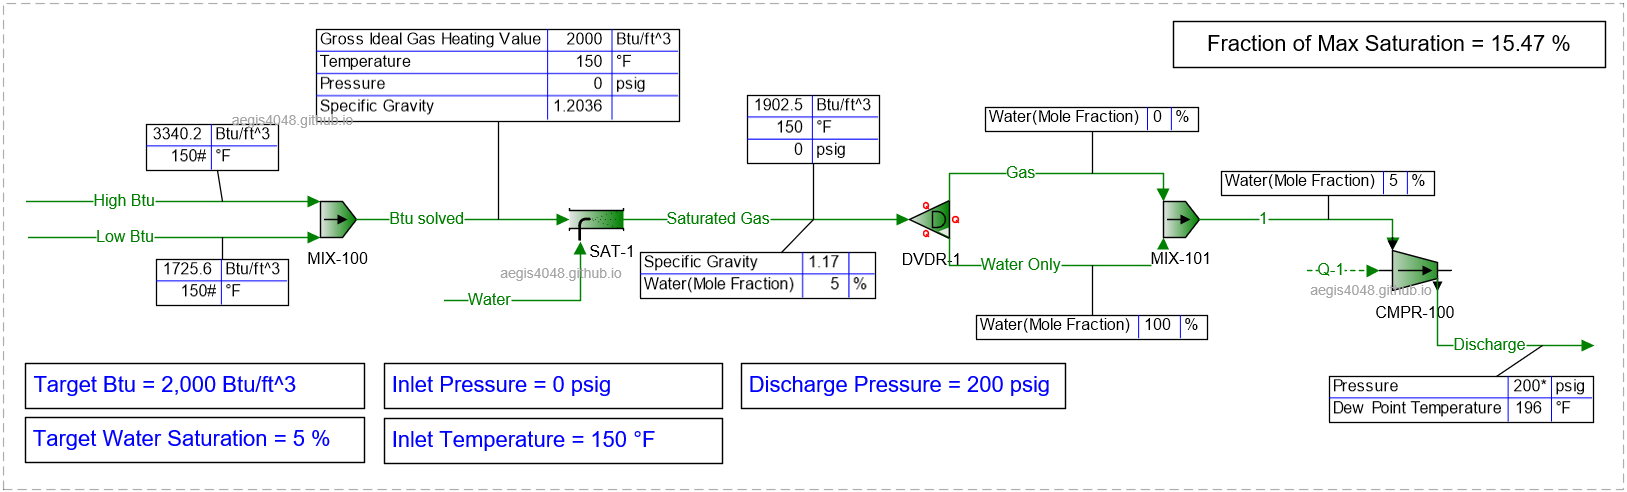 Fraction of Max Saturation = 15.47 %
Gross Ideal Gas Heating Value 2000 Btu/ft^3
Temperature 150 °F
Pressure 0 psig
Specific Gravity 1.2036
aegis4048.github.io
3340.2 Btu/ft^3
150# °F
1902.5 Btu/ft^3
150 °F
0 psig
Water(Mole Fraction) 0 %
Water(Mole Fraction) 5 %
High Btu
Low Btu
MIX-100
Btu solved
SAT-1
Saturated Gas
Gas
D
Q
Q
Q
DVDR-1
Water Only
MIX-101
1
1725.6 Btu/ft^3
150# °F
aegis4048.github.io
Water
Specific Gravity 1.17
Water(Mole Fraction) 5 %
Q-1
aegis4048.github.io
CMPR-100
Water(Mole Fraction) 100 %
Discharge
Pressure 200* psig
Dew Point Temperature 196 °F
Target Btu = 2,000 Btu/ft^3
Inlet Pressure = 0 psig
Discharge Pressure = 200 psig
Target Water Saturation = 5 %
Inlet Temperature = 150 °F